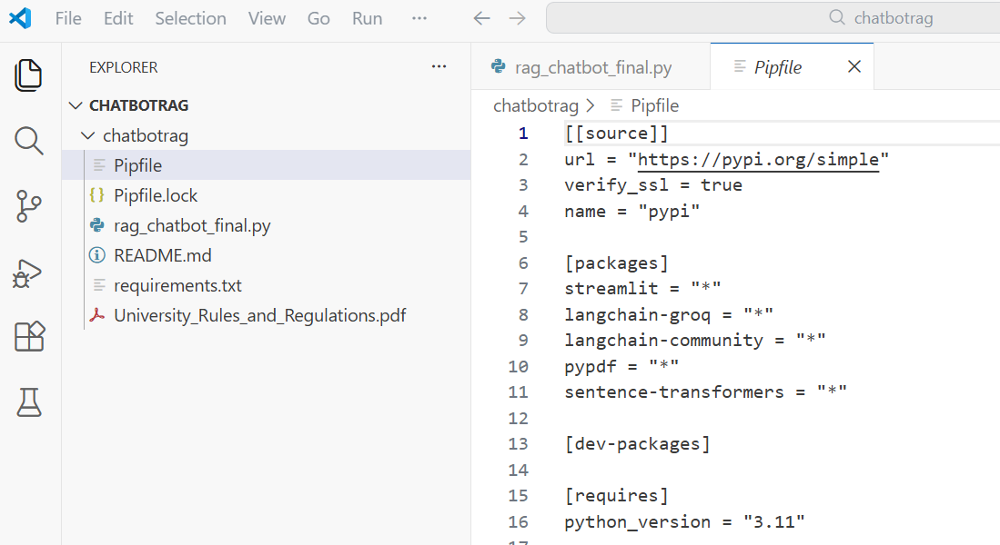 File Edit Selection View Go Run ··· chatbotrag
EXPLORER ···
CHATBOTRAG
chatbotrag
Pipfile
{} Pipfile.lock
rag_chatbot_final.py
README.md
requirements.txt
University_Rules_and_Regulations.pdf
rag_chatbot_final.py Pipfile
chatbotrag > Pipfile
1 [[source]]
2 url = "https://pypi.org/simple"
3 verify_ssl = true
4 name = "pypi"
5
6 [packages]
7 streamlit = "*"
8 langchain-groq = "*"
9 langchain-community = "*"
10 pypdf = "*"
11 sentence-transformers = "*"
12
13 [dev-packages]
14
15 [requires]
16 python_version = "3.11"
17